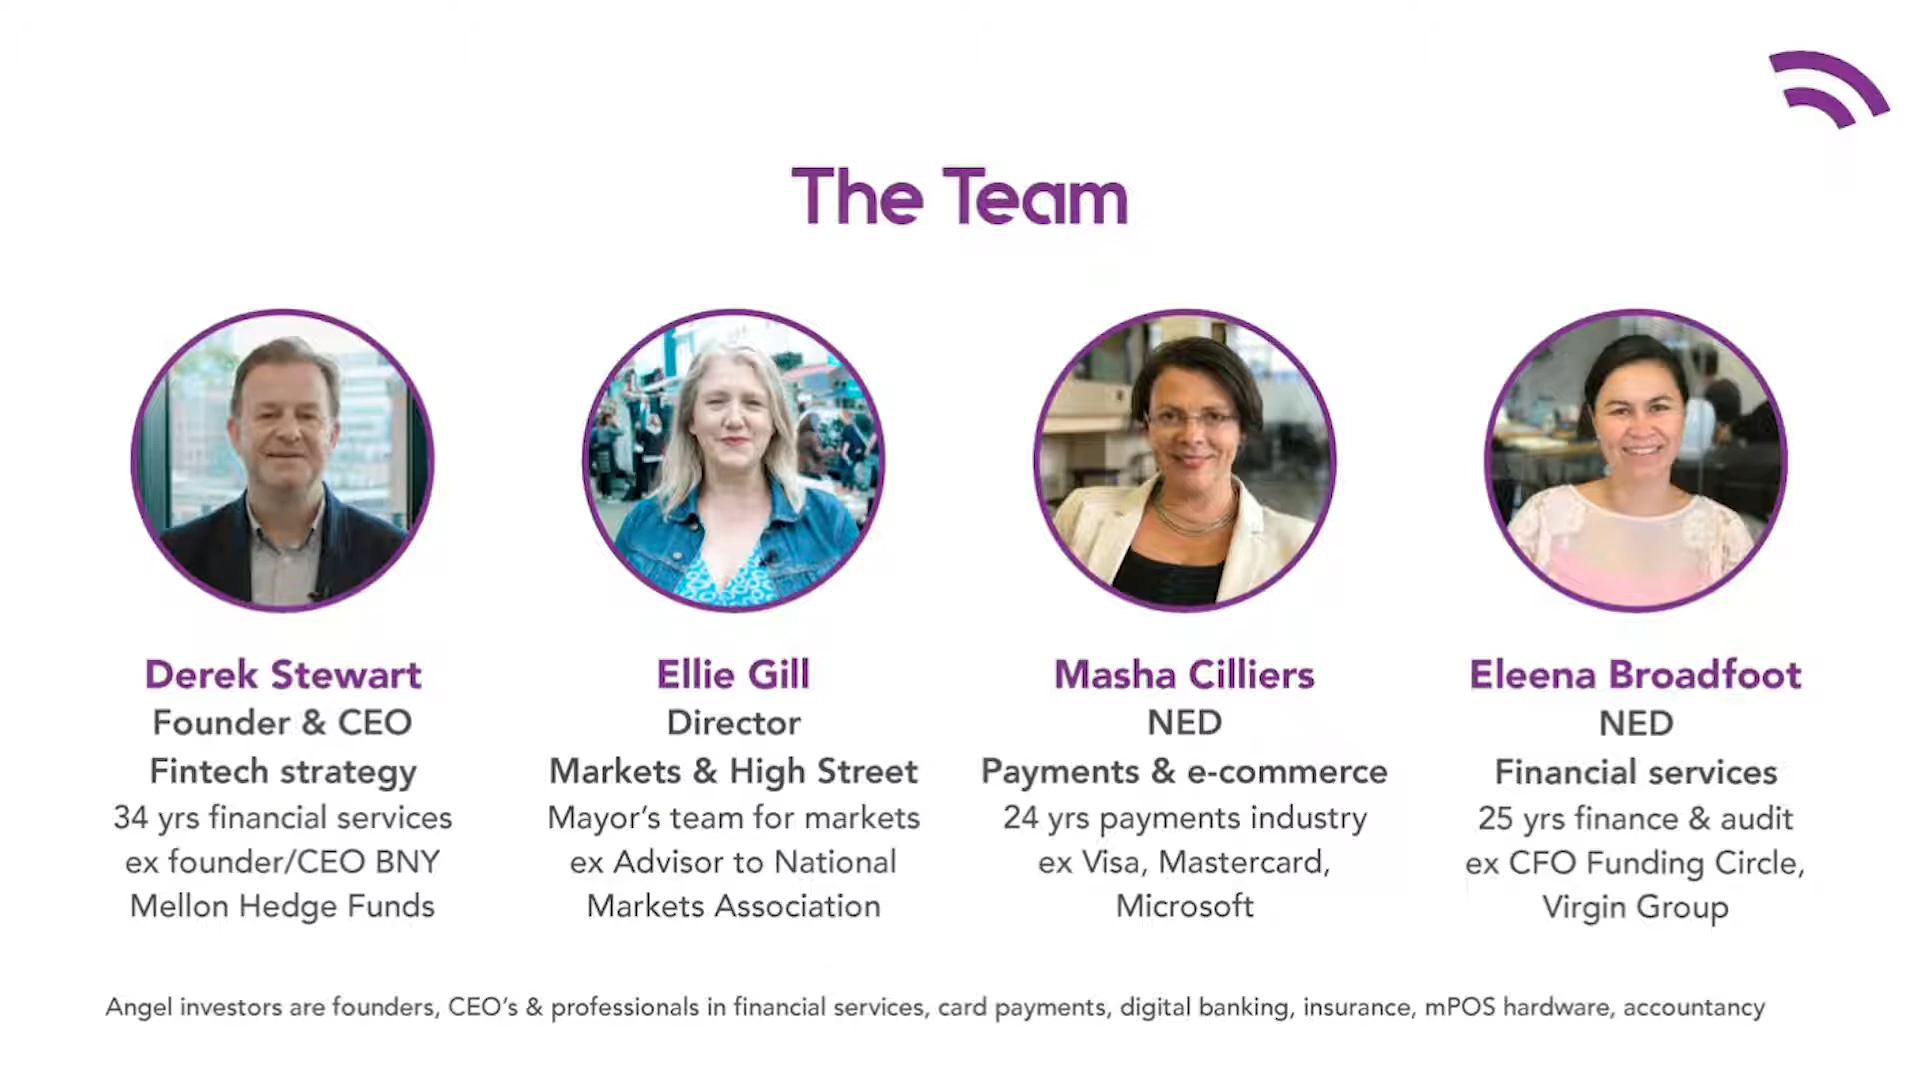 The Team
Derek Stewart
Founder & CEO
Fintech strategy
34 yrs financial services
ex founder/CEO BNY
Mellon Hedge Funds
Ellie Gill
Director
Markets & High Street
Mayor's team for markets
ex Advisor to National
Markets Association
Masha Cilliers
NED
Payments & e-commerce
24 yrs payments industry
ex Visa, Mastercard,
Microsoft
Eleena Broadfoot
NED
Financial services
25 yrs finance & audit
ex CFO Funding Circle,
Virgin Group
Angel investors are founders, CEO's & professionals in financial services, card payments, digital banking, insurance, mPOS hardware, accountancy